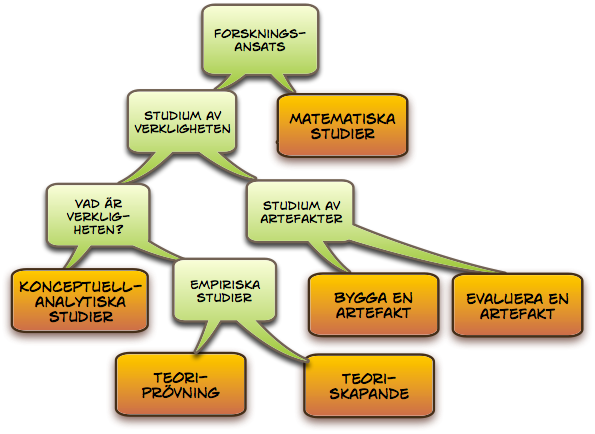 FORSKNINGS-
ANSATS
STUDIUM AV
VERKLIGHETEN
MATEMATISKA
STUDIER
VAD ÄR
VERKLIG-
HETEN?
STUDIUM AV
ARTEFAKTER
KONCEPTUELL-
ANALYTISKA
STUDIER
EMPIRISKA
STUDIER
BYGGA EN
ARTEFAKT
EVALUERA EN
ARTEFAKT
TEORI-
PRÖVNING
TEORI-
SKAPANDE